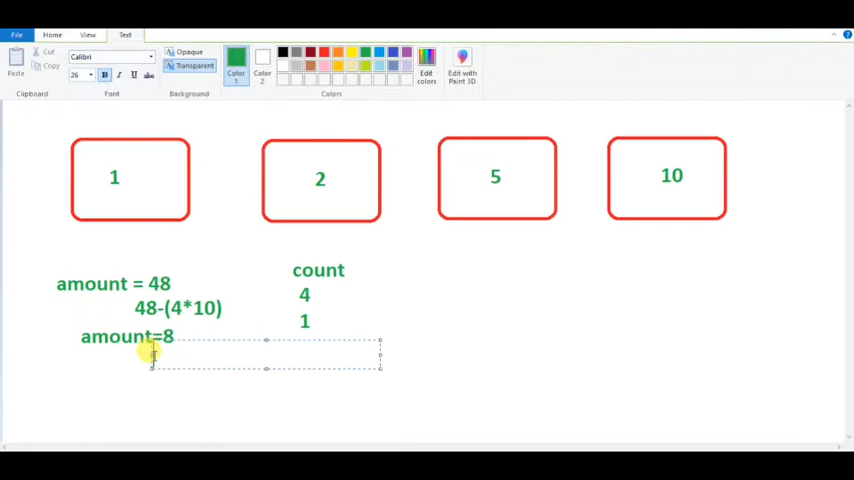 File Home View Text
Paste Cut Copy
Clipboard
Calibri
26 B I U abc
Font
Opaque
Transparent
Background
Color 1
Color 2
Edit colors
Edit with Paint 3D
Colors
1 2 5 10
amount = 48 count
48-(4*10) 4
1
amount=8